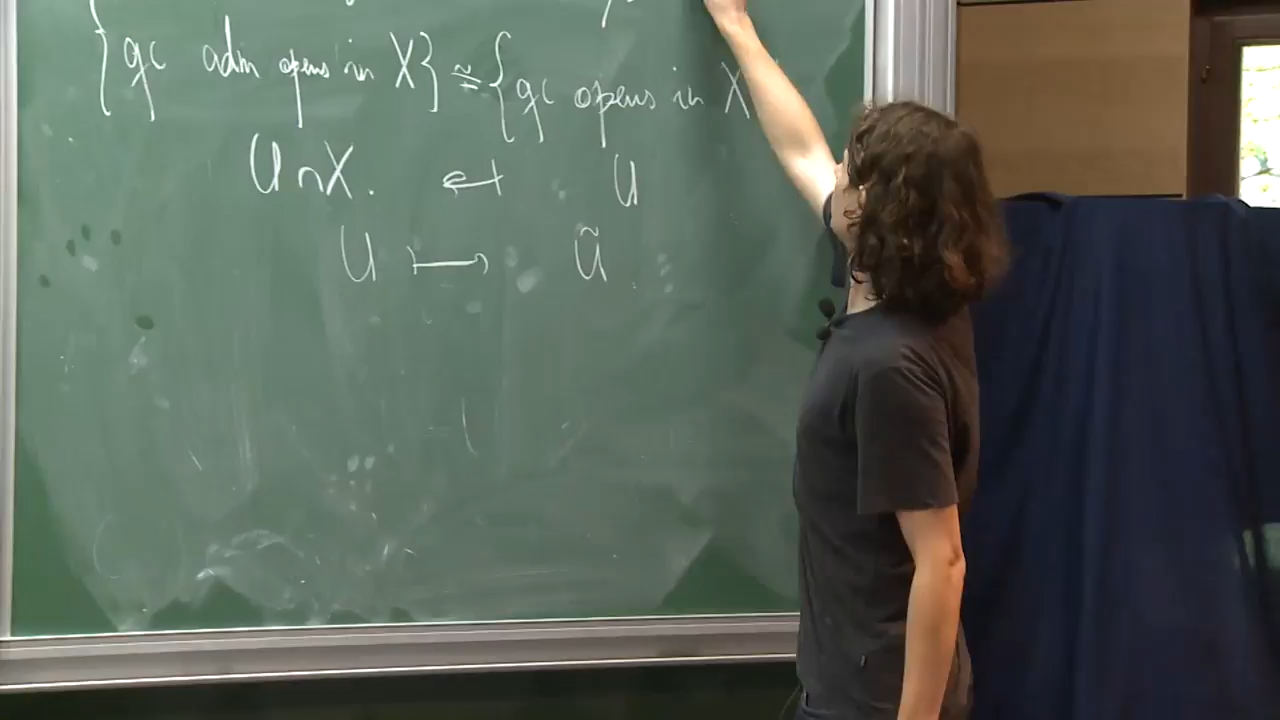 {qc adm opens in X} ≅ {qc opens in X
U∩X. ↤ U
U ↦ Ũ.